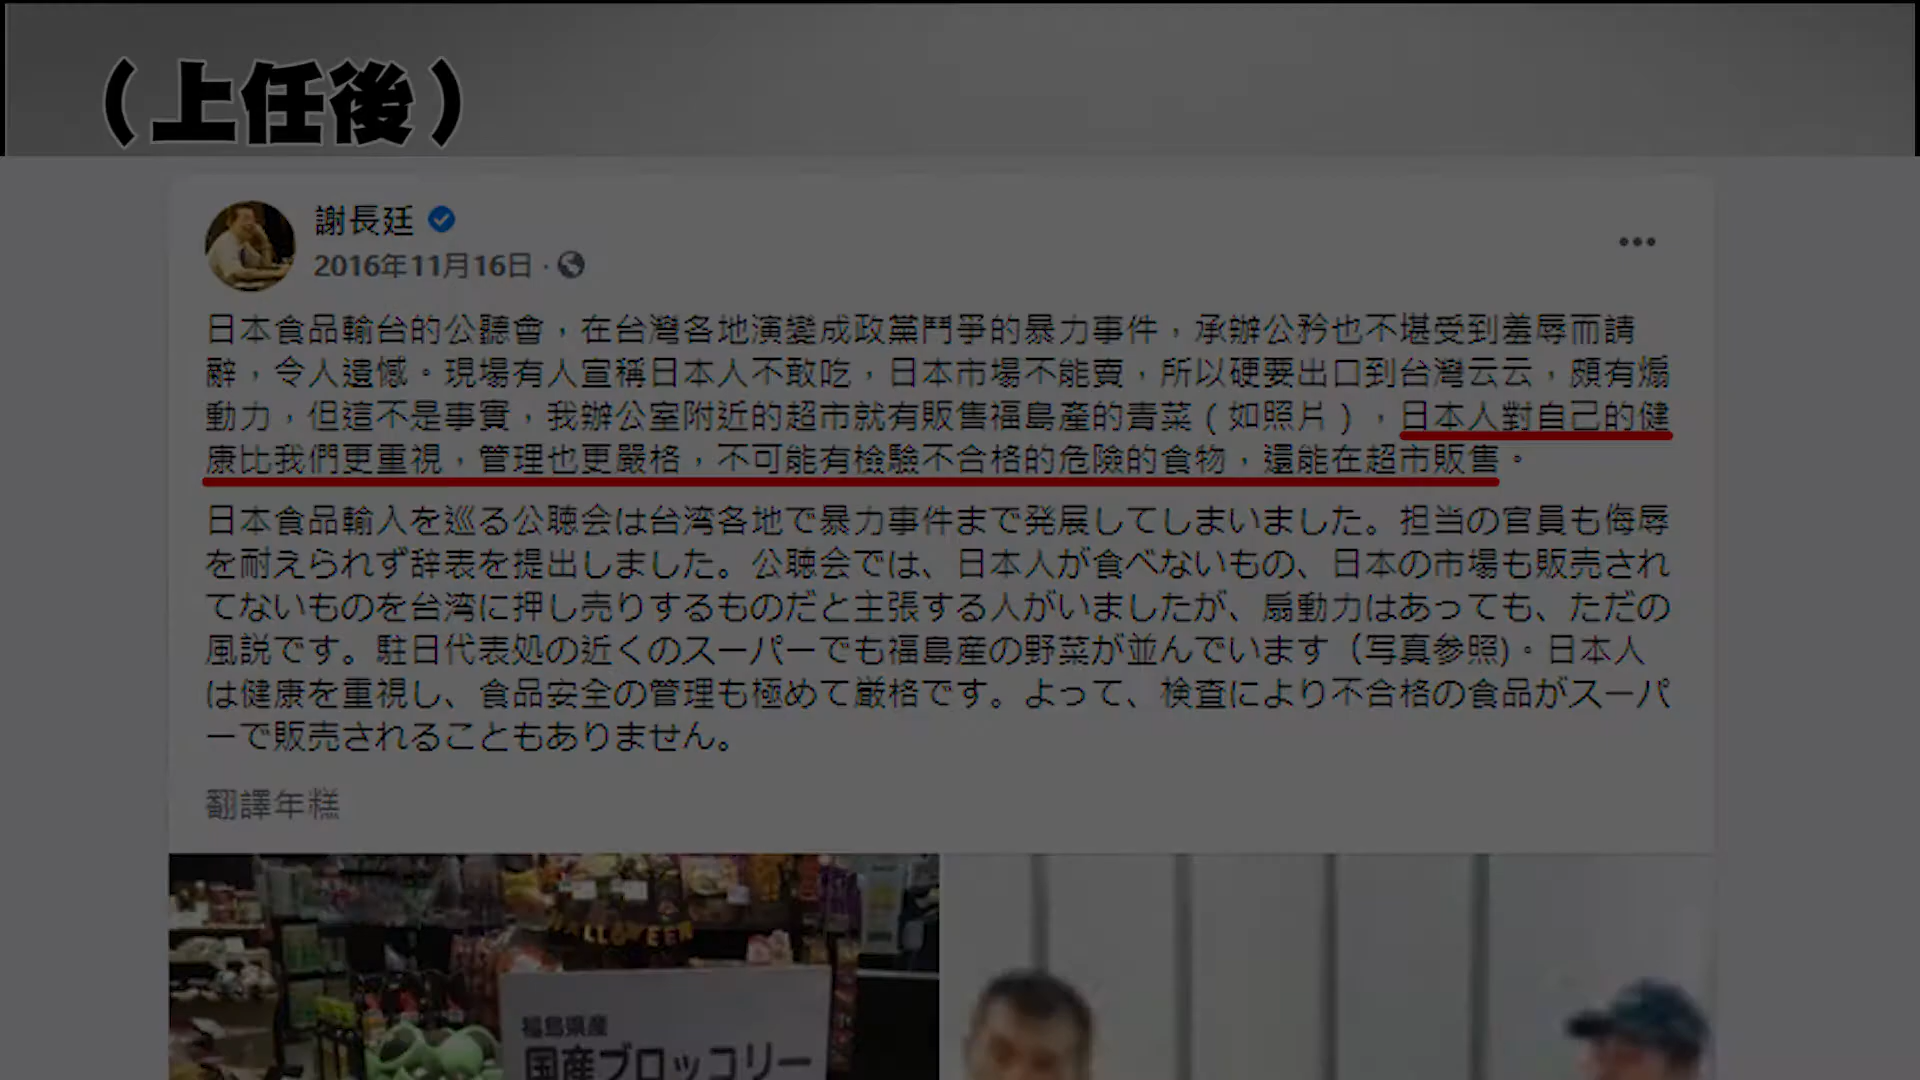 （上任後）
謝長廷
2016年11月16日 ·
日本食品輸台的公聽會，在台灣各地演變成政黨鬥爭的暴力事件，承辦公務也不堪受到羞辱而請
辭，令人遺憾。現場有人宣稱日本人不敢吃，日本市場不能賣，所以硬要出口到台灣云云，頗有煽
動力，但這不是事實，我辦公室附近的超市就有販售福島產的青菜（如照片），日本人對自己的健
康比我們更重視，管理也更嚴格，不可能有檢驗不合格的危險的食物，還能在超市販售。
日本食品輸入を巡る公聴会は台湾各地で暴力事件まで発展してしまいました。担当の官員も侮辱
を耐えられず辞表を提出しました。公聴会では、日本人が食べないもの、日本の市場も販売され
てないものを台湾に押し売りするものだと主張する人がいましたが、扇動力はあっても、ただの
風説です。駐日代表処の近くのスーパーでも福島産の野菜が並んでいます（写真参照)。日本人
は健康を重視し、食品安全の管理も極めて厳格です。よって、検査により不合格の食品がスーパ
ーで販売されることもありません。
翻譯年糕
HALLOWEEN
福島県産
国産ブロッコリー